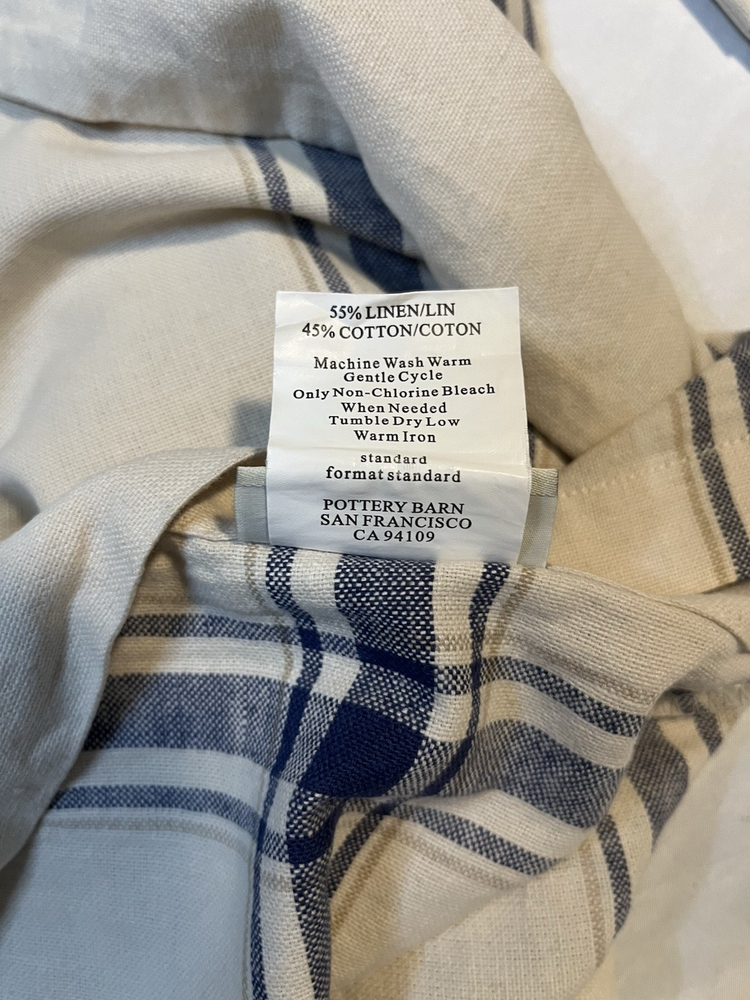 55% LINEN/LIN
45% COTTON/COTON
Machine Wash Warm
Gentle Cycle
Only Non-Chlorine Bleach
When Needed
Tumble Dry Low
Warm Iron
standard
format standard
POTTERY BARN
SAN FRANCISCO
CA 94109